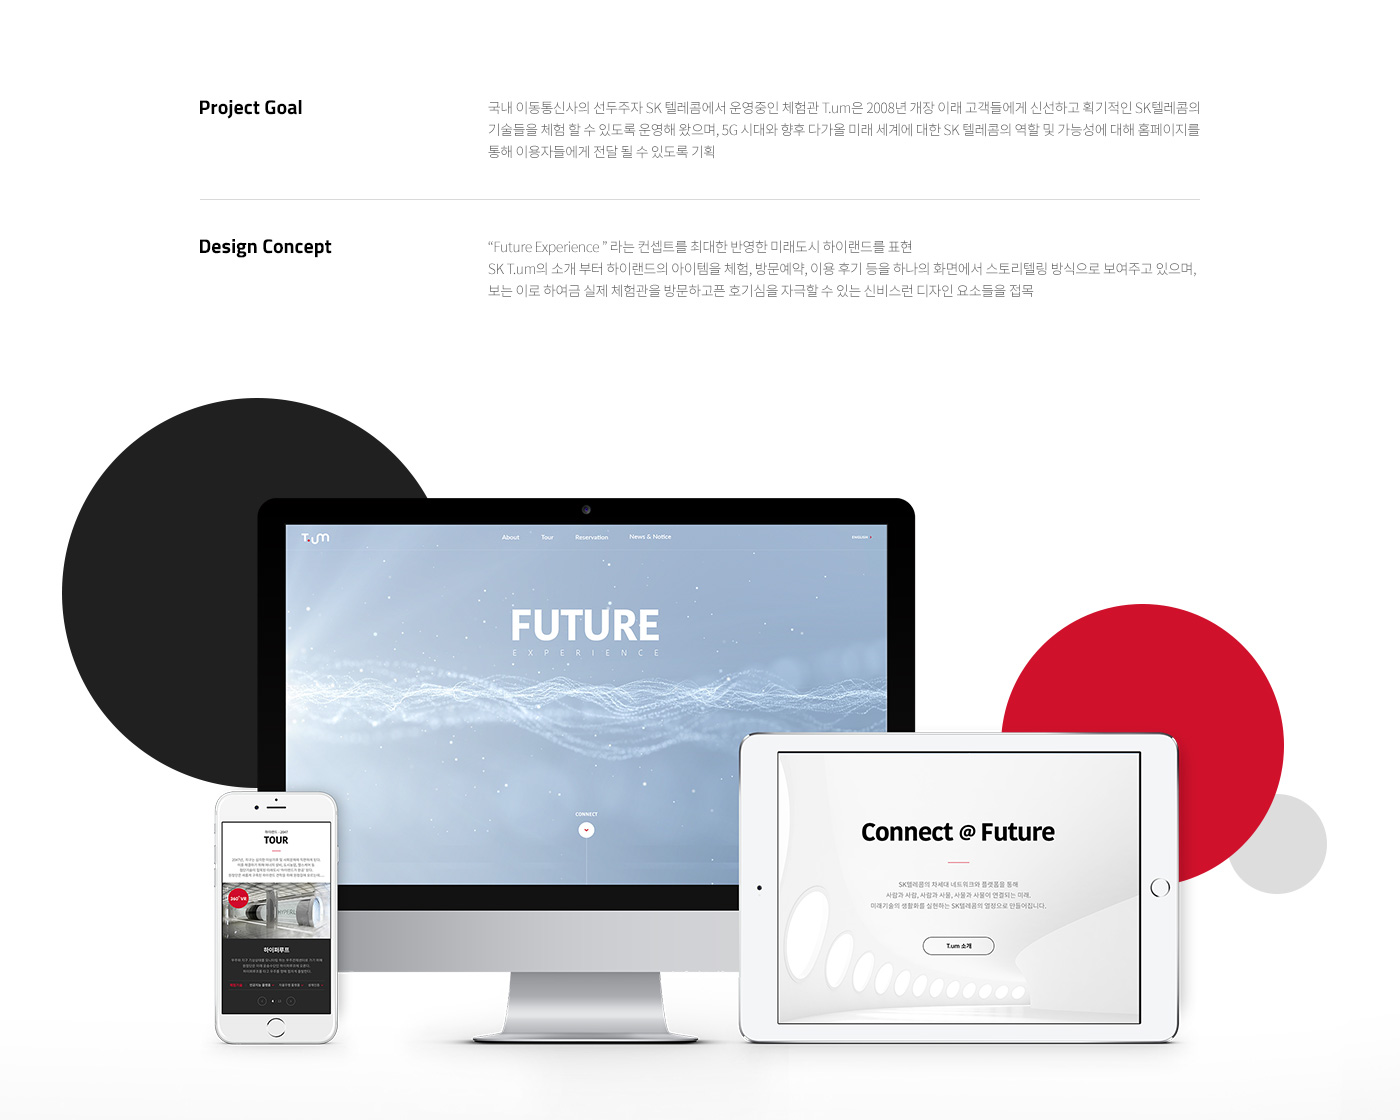 Project Goal
국내 이동통신사의 선두주자 SK 텔레콤에서 운영중인 체험관 T.um은 2008년 개장 이래 고객들에게 신선하고 획기적인 SK텔레콤의
기술들을 체험 할 수 있도록 운영해 왔으며, 5G 시대와 향후 다가올 미래 세계에 대한 SK 텔레콤의 역할 및 가능성에 대해 홈페이지를
통해 이용자들에게 전달 될 수 있도록 기획
Design Concept
“Future Experience ” 라는 컨셉트를 최대한 반영한 미래도시 하이랜드를 표현
SK T.um의 소개 부터 하이랜드의 아이템을 체험, 방문예약, 이용 후기 등을 하나의 화면에서 스토리텔링 방식으로 보여주고 있으며,
보는 이로 하여금 실제 체험관을 방문하고픈 호기심을 자극할 수 있는 신비스런 디자인 요소들을 접목
T.um
About Tour Reservation News & Notice ENGLISH
FUTURE
EXPERIENCE
CONNECT
TOUR
360° VR
하이퍼루프
Connect @ Future
SK텔레콤의 차세대 네트워크와 플랫폼을 통해
사람과 사람, 사람과 사물, 사물과 사물이 연결되는 미래,
미래기술의 생활화를 실현하는 SK텔레콤의 열정으로 만들어집니다.
T.um 소개